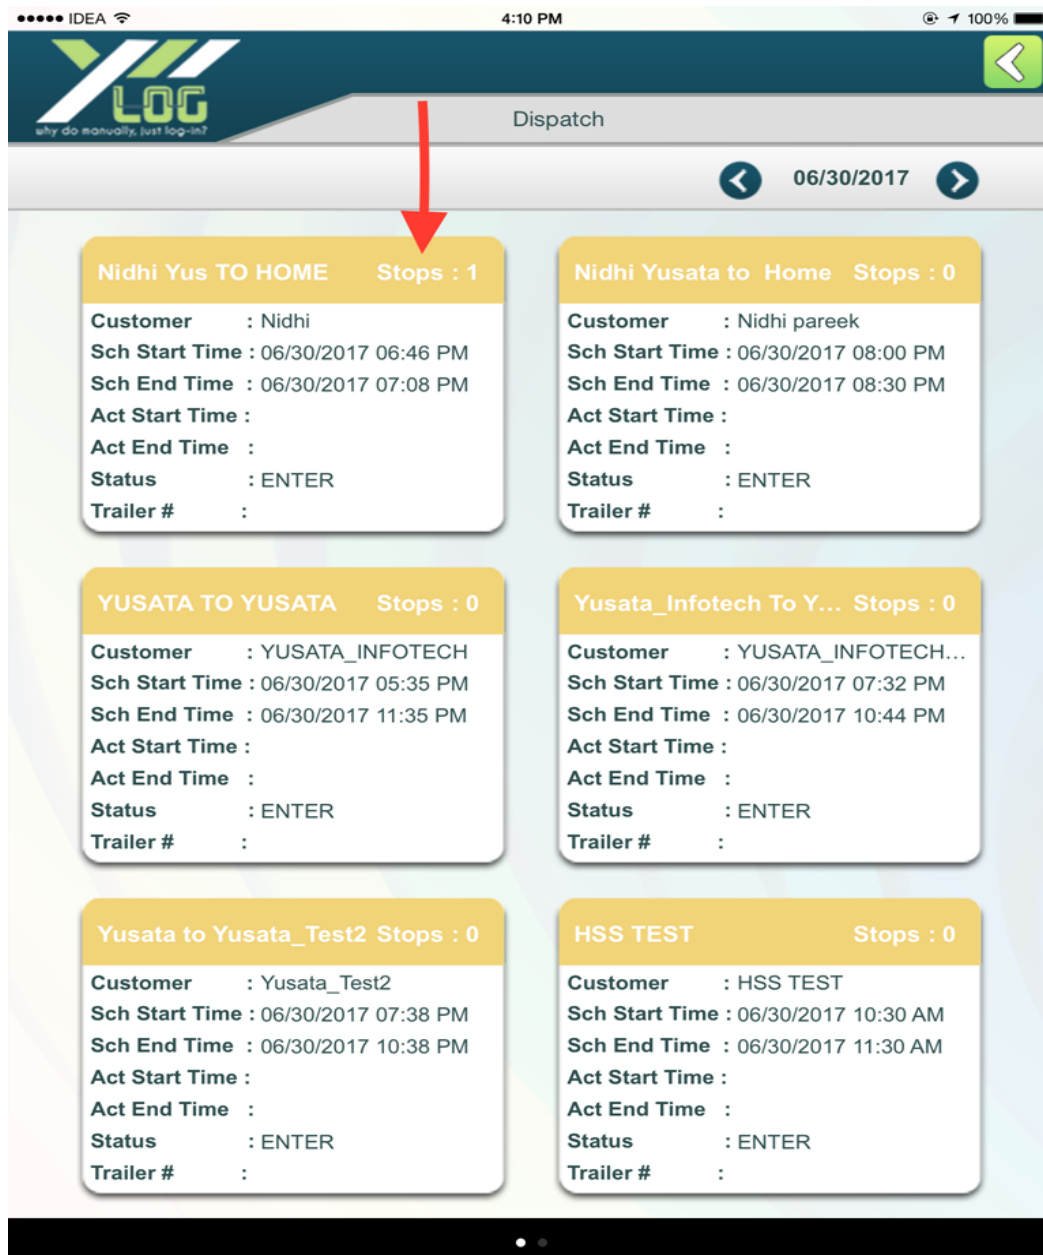 IDEA 4:10 PM 100%
YLOG
why do manually, just log-in?
Dispatch
06/30/2017
Nidhi Yus TO HOME Stops : 1
Customer : Nidhi
Sch Start Time : 06/30/2017 06:46 PM
Sch End Time : 06/30/2017 07:08 PM
Act Start Time :
Act End Time :
Status : ENTER
Trailer # :
Nidhi Yusata to Home Stops : 0
Customer : Nidhi pareek
Sch Start Time : 06/30/2017 08:00 PM
Sch End Time : 06/30/2017 08:30 PM
Act Start Time :
Act End Time :
Status : ENTER
Trailer # :
YUSATA TO YUSATA Stops : 0
Customer : YUSATA_INFOTECH
Sch Start Time : 06/30/2017 05:35 PM
Sch End Time : 06/30/2017 11:35 PM
Act Start Time :
Act End Time :
Status : ENTER
Trailer # :
Yusata_Infotech To Y... Stops : 0
Customer : YUSATA_INFOTECH...
Sch Start Time : 06/30/2017 07:32 PM
Sch End Time : 06/30/2017 10:44 PM
Act Start Time :
Act End Time :
Status : ENTER
Trailer # :
Yusata to Yusata_Test2 Stops : 0
Customer : Yusata_Test2
Sch Start Time : 06/30/2017 07:38 PM
Sch End Time : 06/30/2017 10:38 PM
Act Start Time :
Act End Time :
Status : ENTER
Trailer # :
HSS TEST Stops : 0
Customer : HSS TEST
Sch Start Time : 06/30/2017 10:30 AM
Sch End Time : 06/30/2017 11:30 AM
Act Start Time :
Act End Time :
Status : ENTER
Trailer # :